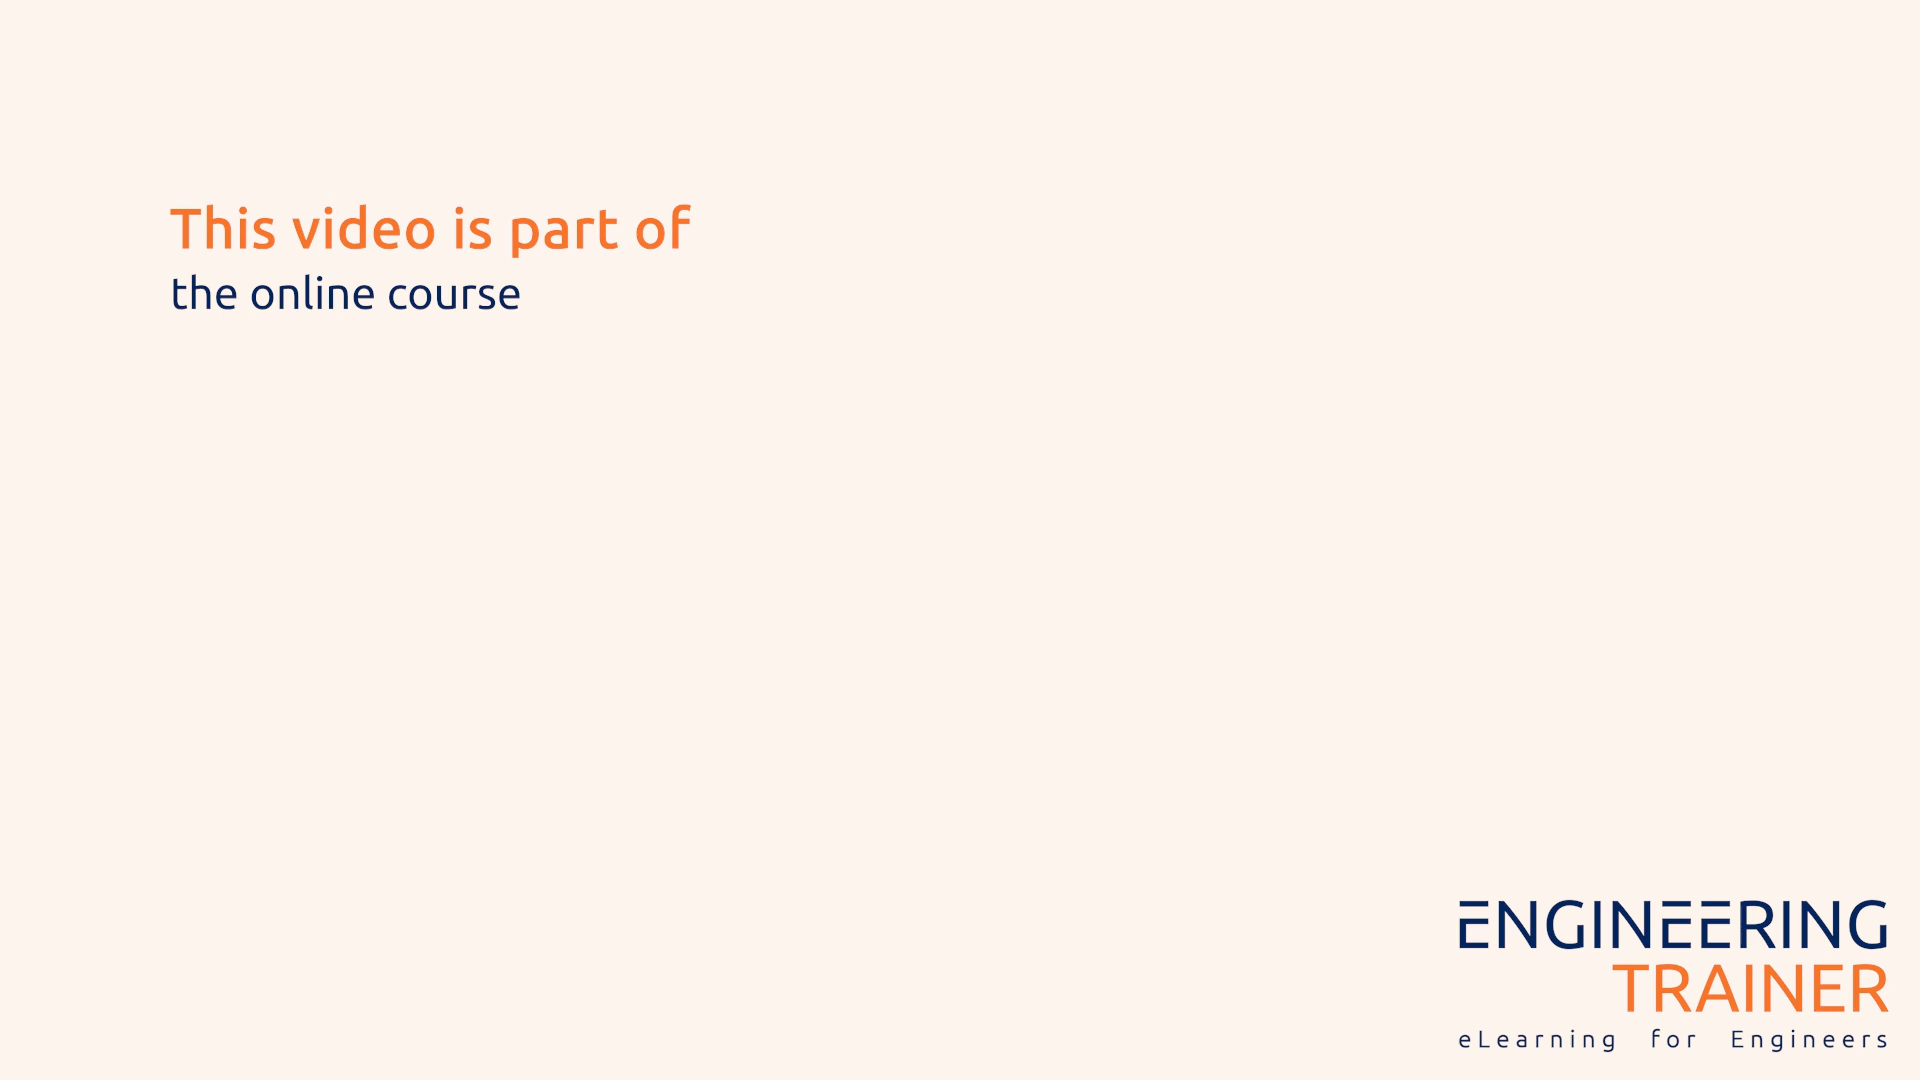 This video is part of
the online course
ENGINEERING
TRAINER
eLearning for Engineers